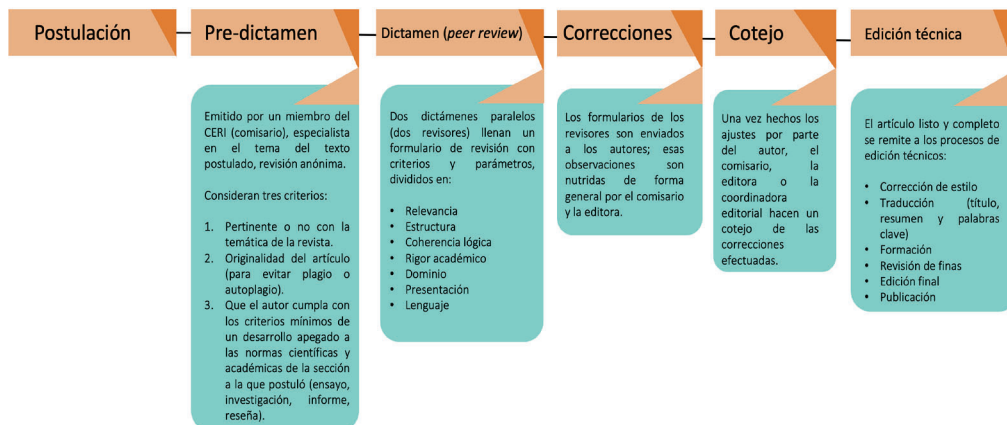 Postulación
Pre-dictamen
Dictamen (peer review)
Correcciones
Cotejo
Edición técnica
Emitido por un miembro del
CERI (comisario), especialista
en el tema del texto
postulado, revisión anónima.
Consideran tres criterios:
1. Pertinente o no con la
temática de la revista.
2. Originalidad del artículo
(para evitar plagio o
autoplagio).
3. Que el autor cumpla con
los criterios mínimos de
un desarrollo apegado a
las normas científicas y
académicas de la sección
a la que postuló (ensayo,
investigación, informe,
reseña).
Dos dictámenes paralelos
(dos revisores) llenan un
formulario de revisión con
criterios y parámetros,
divididos en:
• Relevancia
• Estructura
• Coherencia lógica
• Rigor académico
• Dominio
• Presentación
• Lenguaje
Los formularios de los
revisores son enviados
a los autores; esas
observaciones son
nutridas de forma
general por el comisario
y la editora.
Una vez hechos los
ajustes por parte
del autor, el
comisario, la
editora o la
coordinadora
editorial hacen un
cotejo de las
correcciones
efectuadas.
El artículo listo y completo
se remite a los procesos de
edición técnicos:
• Corrección de estilo
• Traducción (título,
resumen y palabras
clave)
• Formación
• Revisión de finas
• Edición final
• Publicación